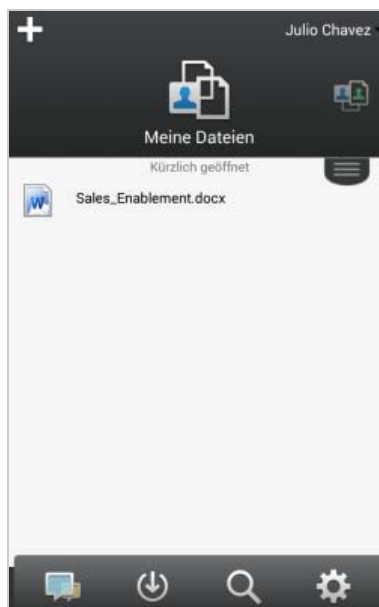 Julio Chavez
Meine Dateien
Kürzlich geöffnet
W
Sales_Enablement.docx